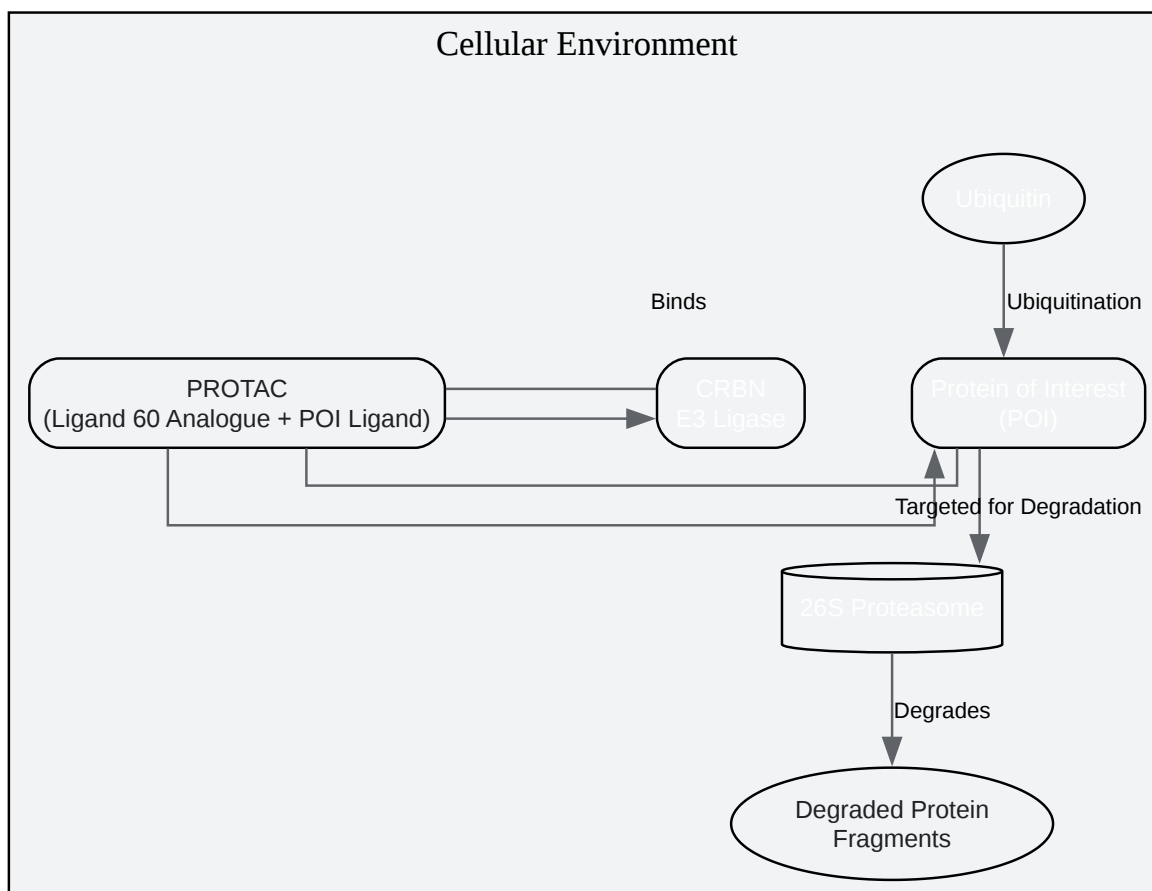 Cellular Environment
Ubiquitin
Binds
Ubiquitination
PROTAC
(Ligand 60 Analogue + POI Ligand)
CRBN
E3 Ligase
Protein of Interest
(POI)
Targeted for Degradation
26S Proteasome
Degrades
Degraded Protein
Fragments